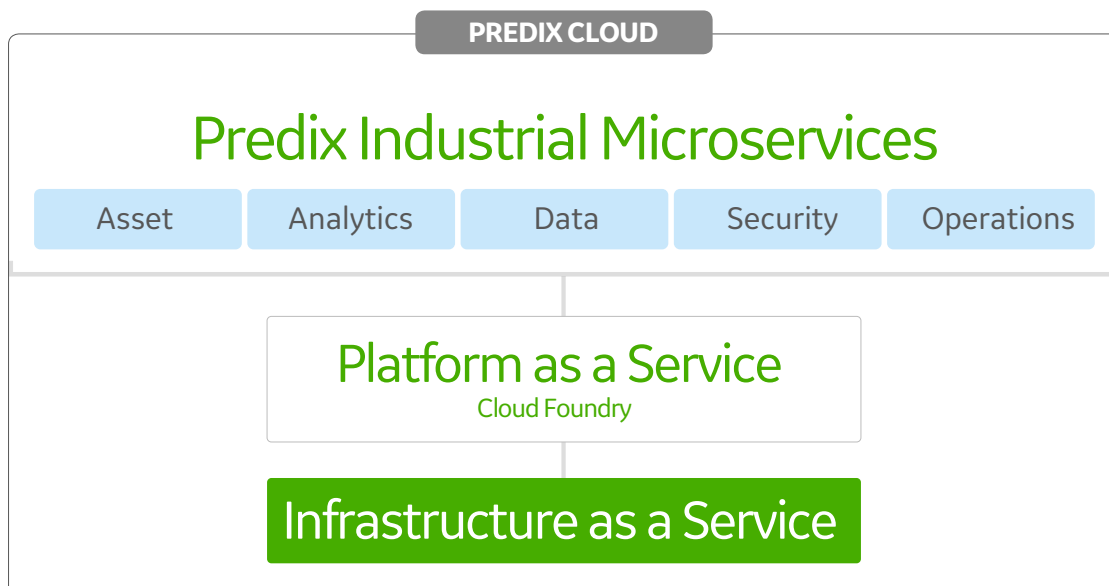 PREDIX CLOUD
Predix Industrial Microservices
Asset Analytics Data Security Operations
Platform as a Service
Cloud Foundry
Infrastructure as a Service